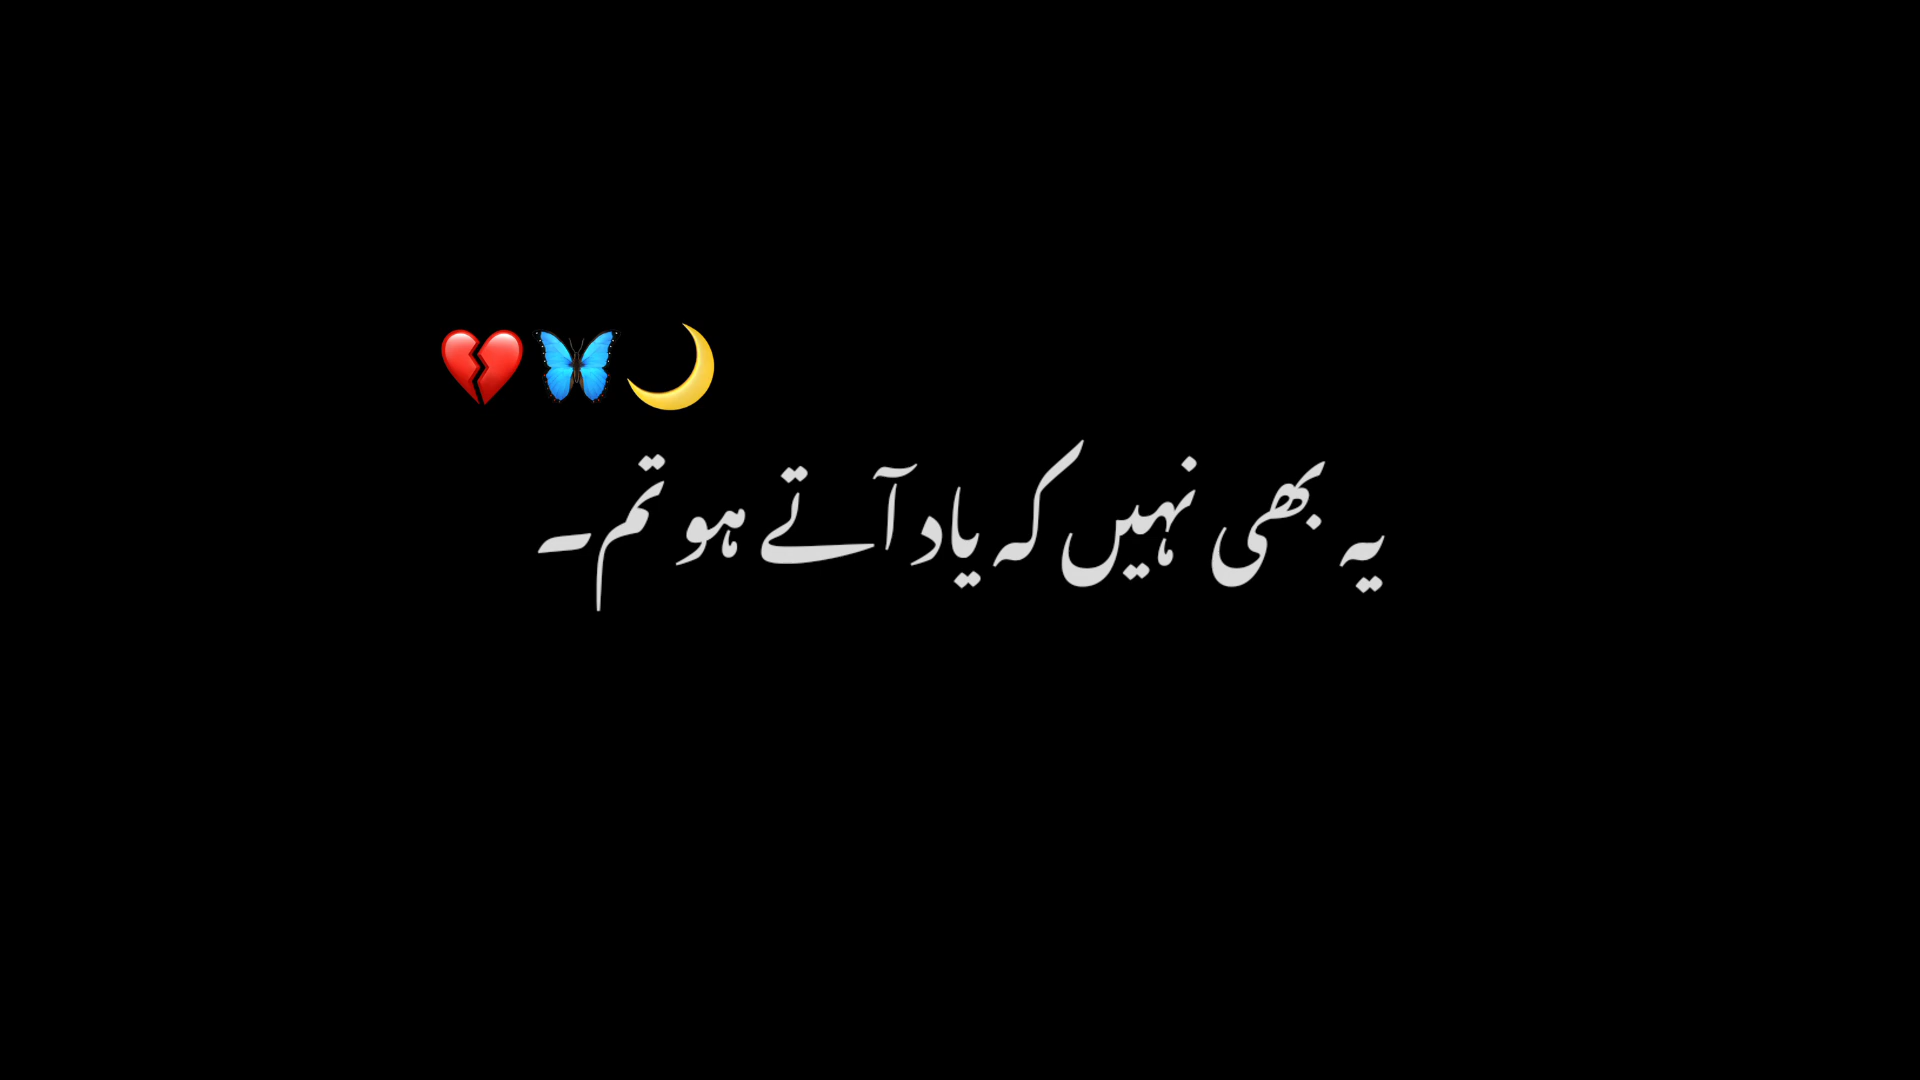 💔🦋🌙
یہ بھی نہیں کہ یاد آتے ہو تم۔